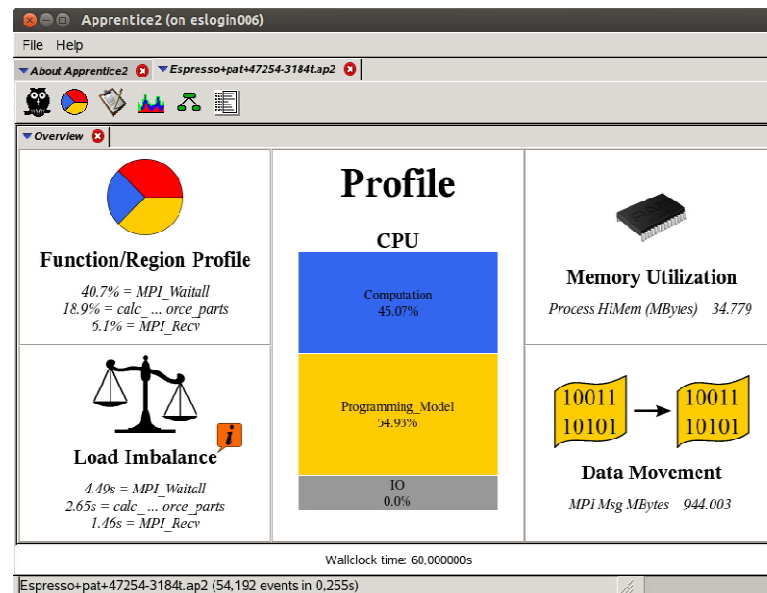 Apprentice2 (on eslogin006)
File Help
About Apprentice2 Espresso+pat+47254-3184t.ap2
Overview
Function/Region Profile
40.7% = MPI_Waitall
18.9% = calc_ ... orce_parts
6.1% = MPI_Recv
Load Imbalance
i
4.49s = MPI_Waitall
2.65s = calc_ ... orce_parts
1.46s = MPI_Recv
Profile
CPU
Computation
45.07%
Programming_Model
54.93%
IO
0.0%
RAM
Memory Utilization
Process HiMem (MBytes) 34.779
10011 10011
10101 10101
Data Movement
MPI Msg MBytes 944.003
Wallclock time: 60,000000s
Espresso+pat+47254-3184t.ap2 (54,192 events in 0,255s)